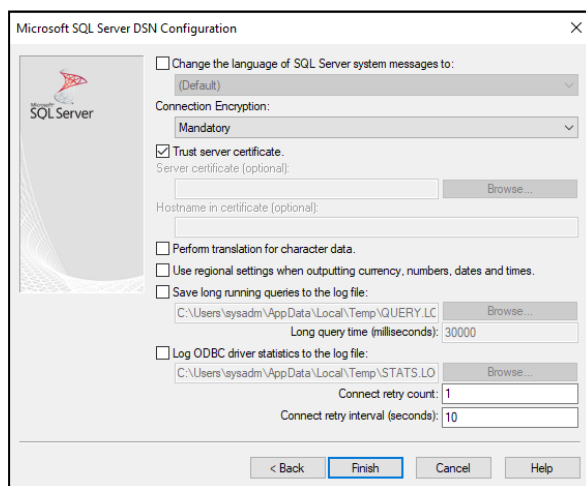 Microsoft SQL Server DSN Configuration
Microsoft
SQL Server
Change the language of SQL Server system messages to:
(Default)
Connection Encryption:
Mandatory
Trust server certificate.
Server certificate (optional):
Browse...
Hostname in certificate (optional):
Perform translation for character data.
Use regional settings when outputting currency, numbers, dates and times.
Save long running queries to the log file:
C:\Users\sysadm\AppData\Local\Temp\QUERY.LC Browse...
Long query time (milliseconds): 30000
Log ODBC driver statistics to the log file:
C:\Users\sysadm\AppData\Local\Temp\STATS.LO Browse...
Connect retry count: 1
Connect retry interval (seconds): 10
< Back Finish Cancel Help